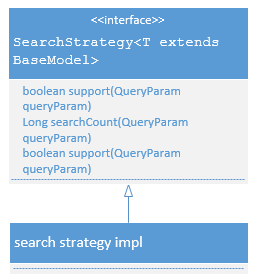 <<interface>>
SearchStrategy<T extends
BaseModel>
boolean support(QueryParam
queryParam)
Long searchCount(QueryParam
queryParam)
boolean support(QueryParam
queryParam)
search strategy impl